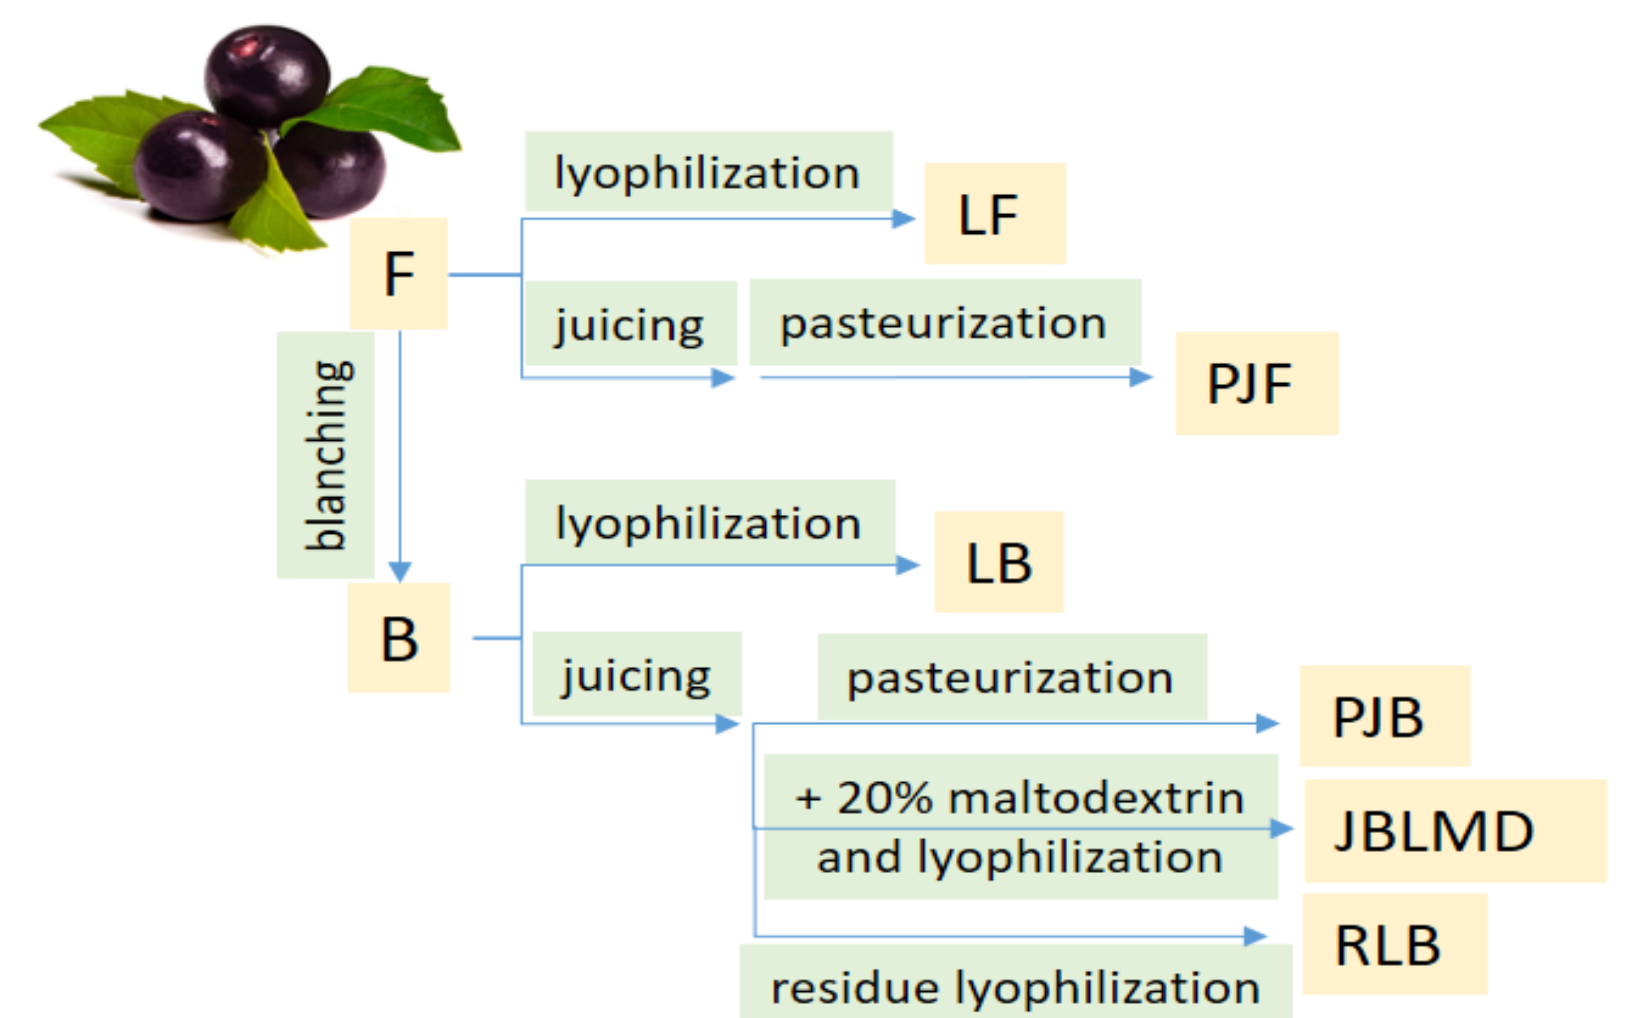 lyophilization
LF
F
juicing
pasteurization
PJF
blanching
lyophilization
LB
B
juicing
pasteurization
PJB
+ 20% maltodextrin
and lyophilization
JBLMD
RLB
residue lyophilization